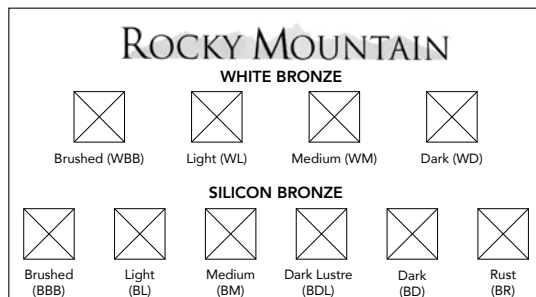 ROCKY MOUNTAIN
WHITE BRONZE
Brushed (WBB) Light (WL) Medium (WM) Dark (WD)
SILICON BRONZE
Brushed Light Medium Dark Lustre Dark Rust
(BBB) (BL) (BM) (BDL) (BD) (BR)